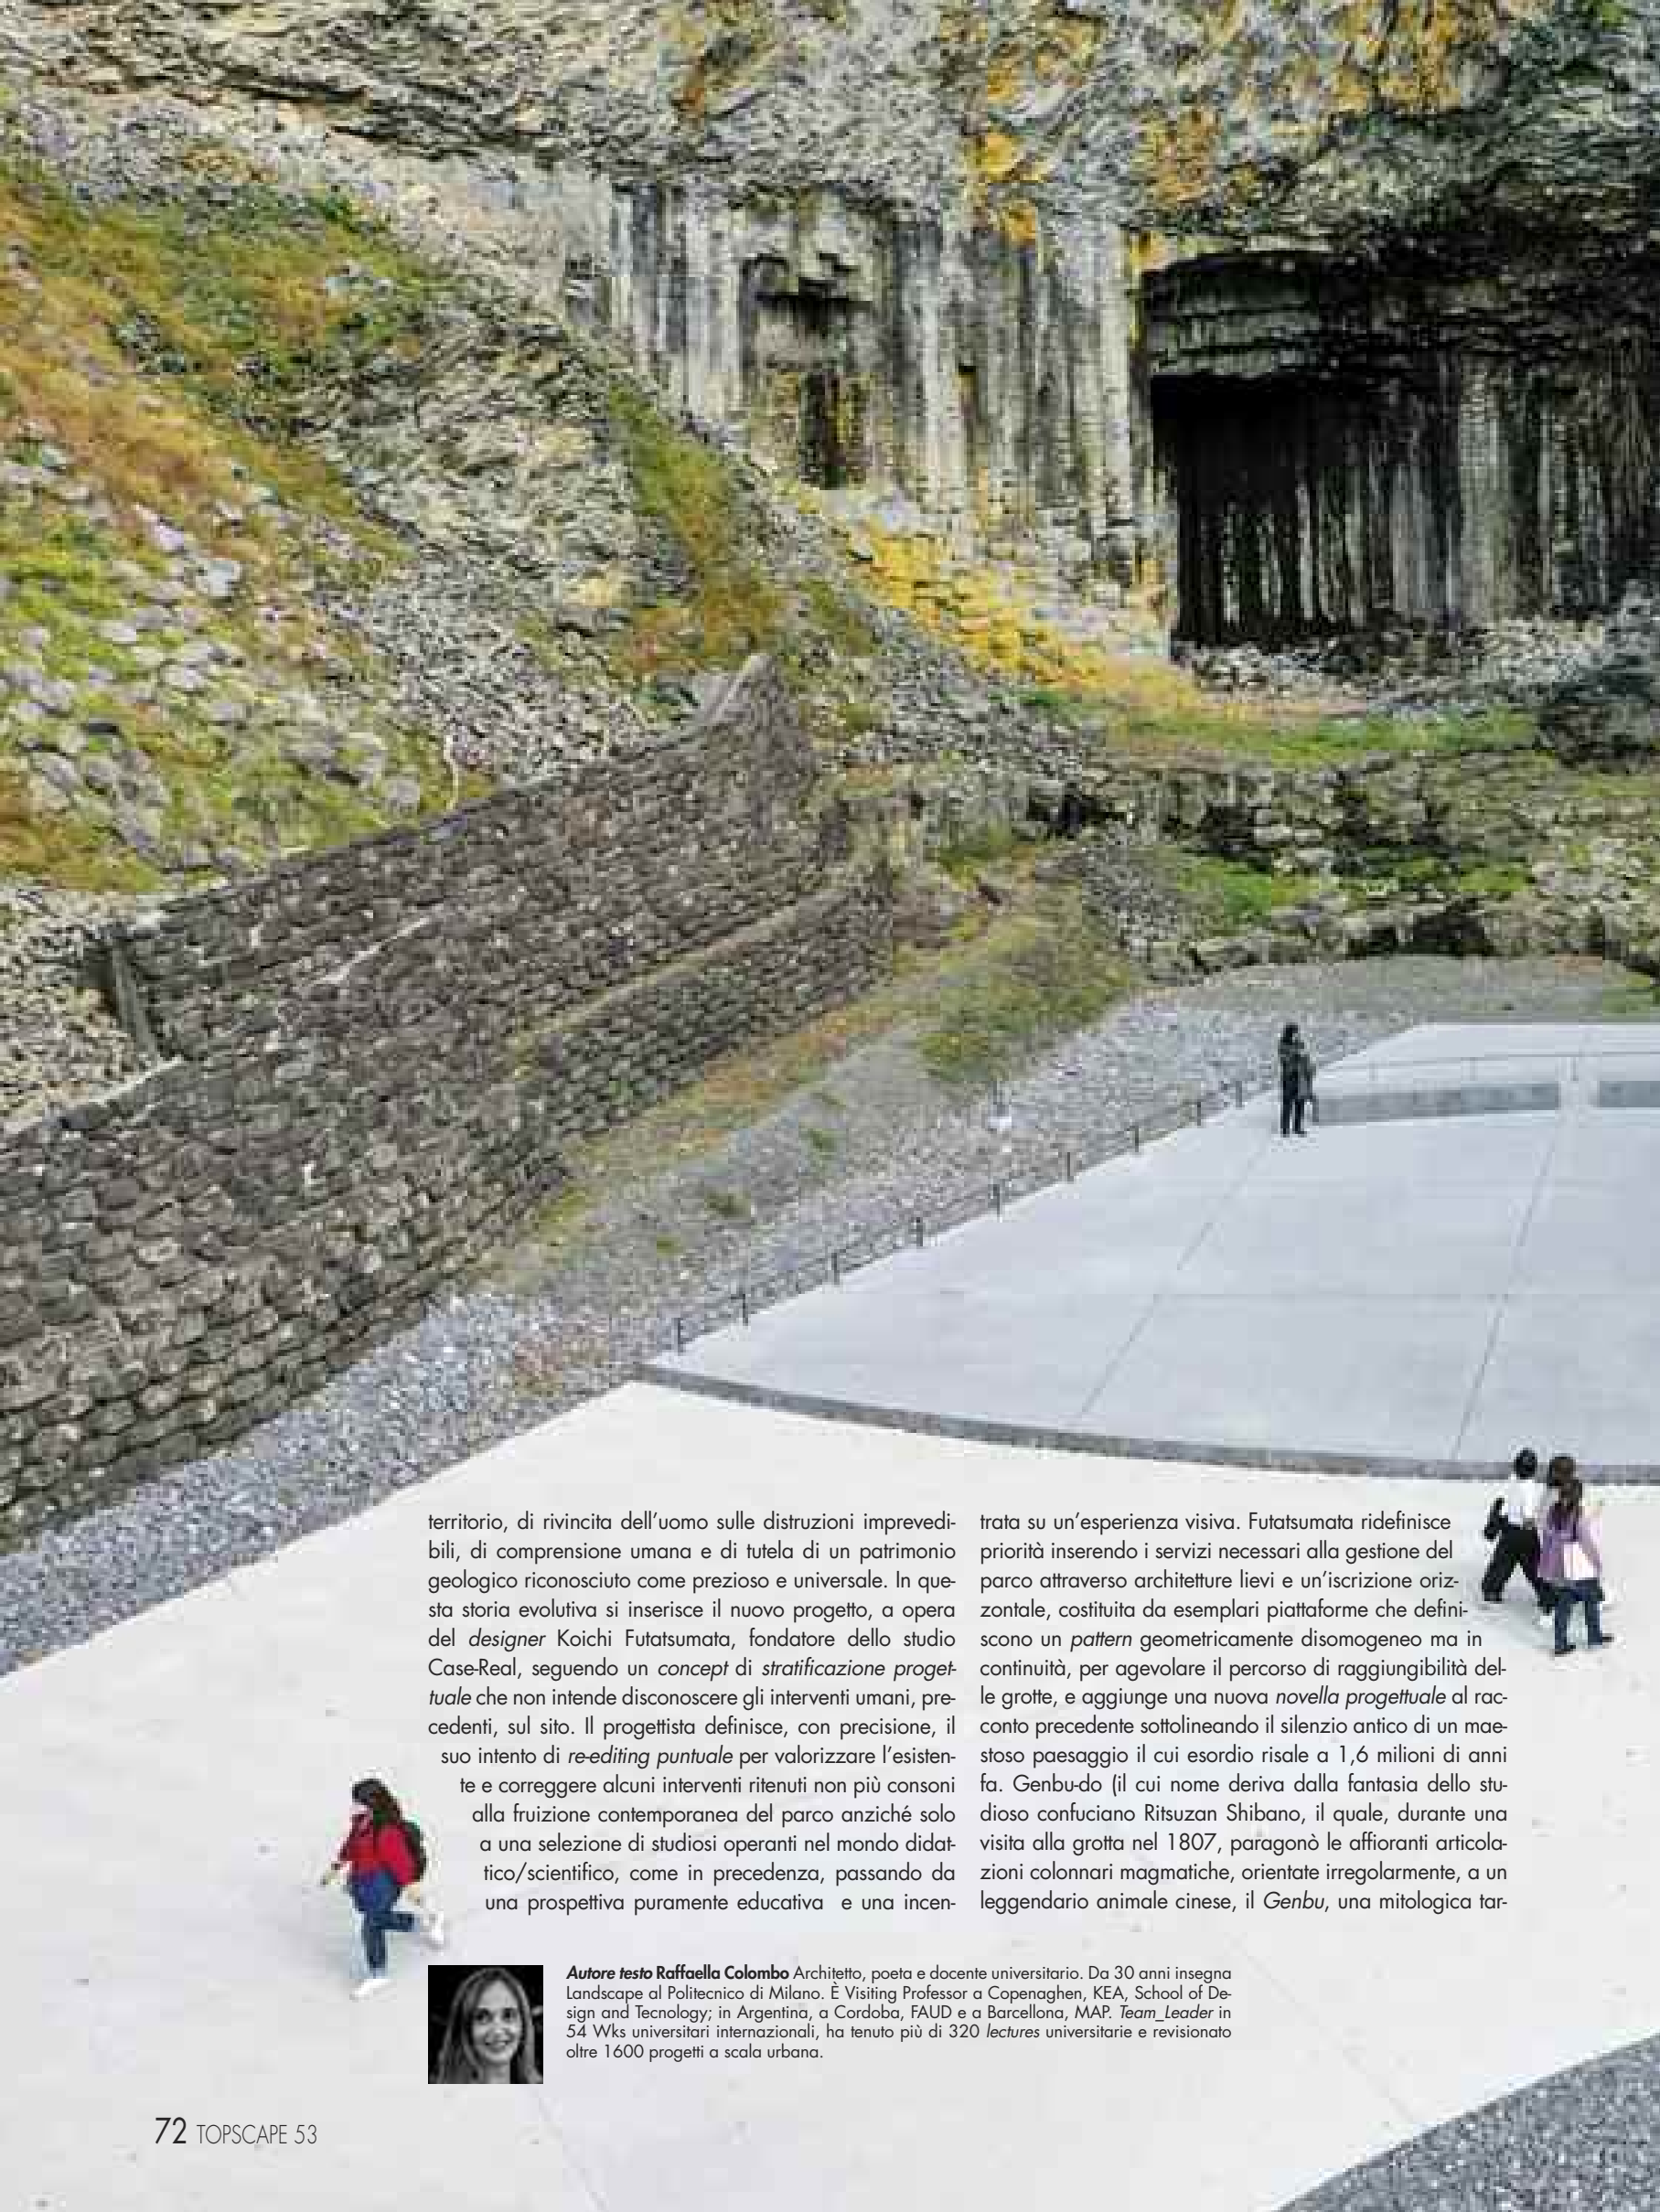 territorio, di rivincita dell'uomo sulle distruzioni imprevedi-
bili, di comprensione umana e di tutela di un patrimonio
geologico riconosciuto come prezioso e universale. In que-
sta storia evolutiva si inserisce il nuovo progetto, a opera
del designer Koichi Futatsumata, fondatore dello studio
Case-Real, seguendo un concept di stratificazione proget-
tuale che non intende disconoscere gli interventi umani, pre-
cedenti, sul sito. Il progettista definisce, con precisione, il
suo intento di re-editing puntuale per valorizzare l'esisten-
te e correggere alcuni interventi ritenuti non più consoni
alla fruizione contemporanea del parco anziché solo
a una selezione di studiosi operanti nel mondo didat-
tico/scientifico, come in precedenza, passando da
una prospettiva puramente educativa e una incen-
trata su un'esperienza visiva. Futatsumata ridefinisce
priorità inserendo i servizi necessari alla gestione del
parco attraverso architetture lievi e un'iscrizione oriz-
zontale, costituita da esemplari piattaforme che defini-
scono un pattern geometricamente disomogeneo ma in
continuità, per agevolare il percorso di raggiungibilità del-
le grotte, e aggiunge una nuova novella progettuale al rac-
conto precedente sottolineando il silenzio antico di un mae-
stoso paesaggio il cui esordio risale a 1,6 milioni di anni
fa. Genbu-do (il cui nome deriva dalla fantasia dello stu-
dioso confuciano Ritsuzan Shibano, il quale, durante una
visita alla grotta nel 1807, paragonò le affioranti articola-
zioni colonnari magmatiche, orientate irregolarmente, a un
leggendario animale cinese, il Genbu, una mitologica tar-
Autore testo Raffaella Colombo Architetto, poeta e docente universitario. Da 30 anni insegna
Landscape al Politecnico di Milano. È Visiting Professor a Copenaghen, KEA, School of De-
sign and Tecnology; in Argentina, a Cordoba, FAUD e a Barcellona, MAP. Team_Leader in
54 Wks universitari internazionali, ha tenuto più di 320 lectures universitarie e revisionato
oltre 1600 progetti a scala urbana.
72 TOPSCAPE 53